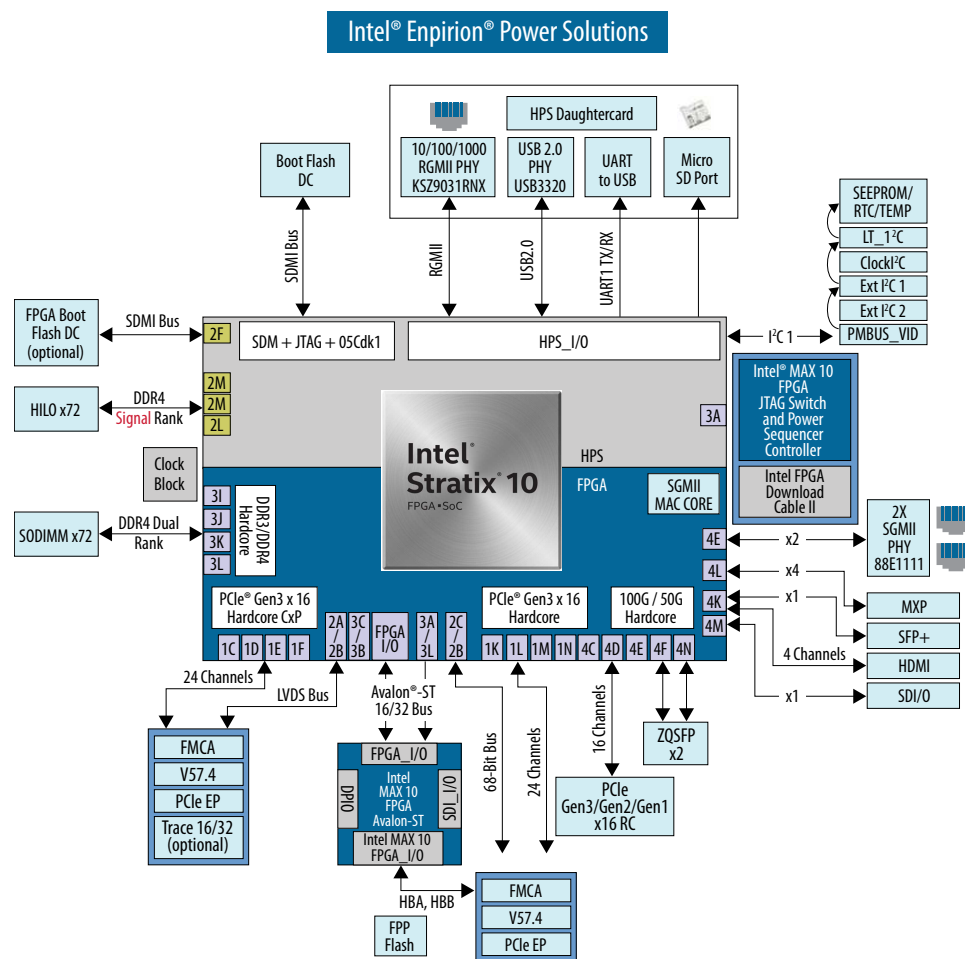 Intel® Enpirion® Power Solutions
HPS Daughtercard
10/100/1000
RGMII PHY
KSZ9031RNX
USB 2.0
PHY
USB3320
UART
to USB
Micro
SD Port
Boot Flash
DC
SDMI Bus
RGMII
USB2.0
UART1 TX/RX
SEEPROM/
RTC/TEMP
LT_1²C
ClockI²C
Ext I²C 1
Ext I²C 2
PMBUS_VID
I²C 1
FPGA Boot
Flash DC
(optional)
SDMI Bus
2F
SDM + JTAG + 05Cdk1
HPS_I/O
HILO x72
DDR4
Signal Rank
2M
2M
2L
3A
Intel® MAX 10
FPGA
JTAG Switch
and Power
Sequencer
Controller
Intel FPGA
Download
Cable II
Clock
Block
Intel®
Stratix® 10
FPGA • SoC
HPS
FPGA
SGMII
MAC CORE
SODIMM x72
DDR4 Dual
Rank
3I
3J
3K
3L
DDR3/DDR4
Hardcore
4E
4L
4K
4M
x2
x4
x1
4 Channels
x1
2X
SGMII
PHY
88E1111
MXP
SFP+
HDMI
SDI/O
PCIe® Gen3 x 16
Hardcore CxP
PCIe® Gen3 x 16
Hardcore
100G / 50G
Hardcore
1C
1D
1E
1F
2A
/
2B
3C
/
3B
FPGA
I/O
3A
/
3L
2C
/
2B
1K
1L
1M
1N
4C
4D
4E
4F
4N
24 Channels
LVDS Bus
Avalon®-ST
16/32 Bus
68-Bit Bus
24 Channels
16 Channels
ZQSFP
x2
FMCA
V57.4
PCIe EP
Trace 16/32
(optional)
FPGA_I/O
DPIO
Intel
MAX 10
FPGA
Avalon-ST
SDI_I/O
Intel MAX 10
FPGA_I/O
PCIe
Gen3/Gen2/Gen1
x16 RC
HBA, HBB
FPP
Flash
FMCA
V57.4
PCIe EP